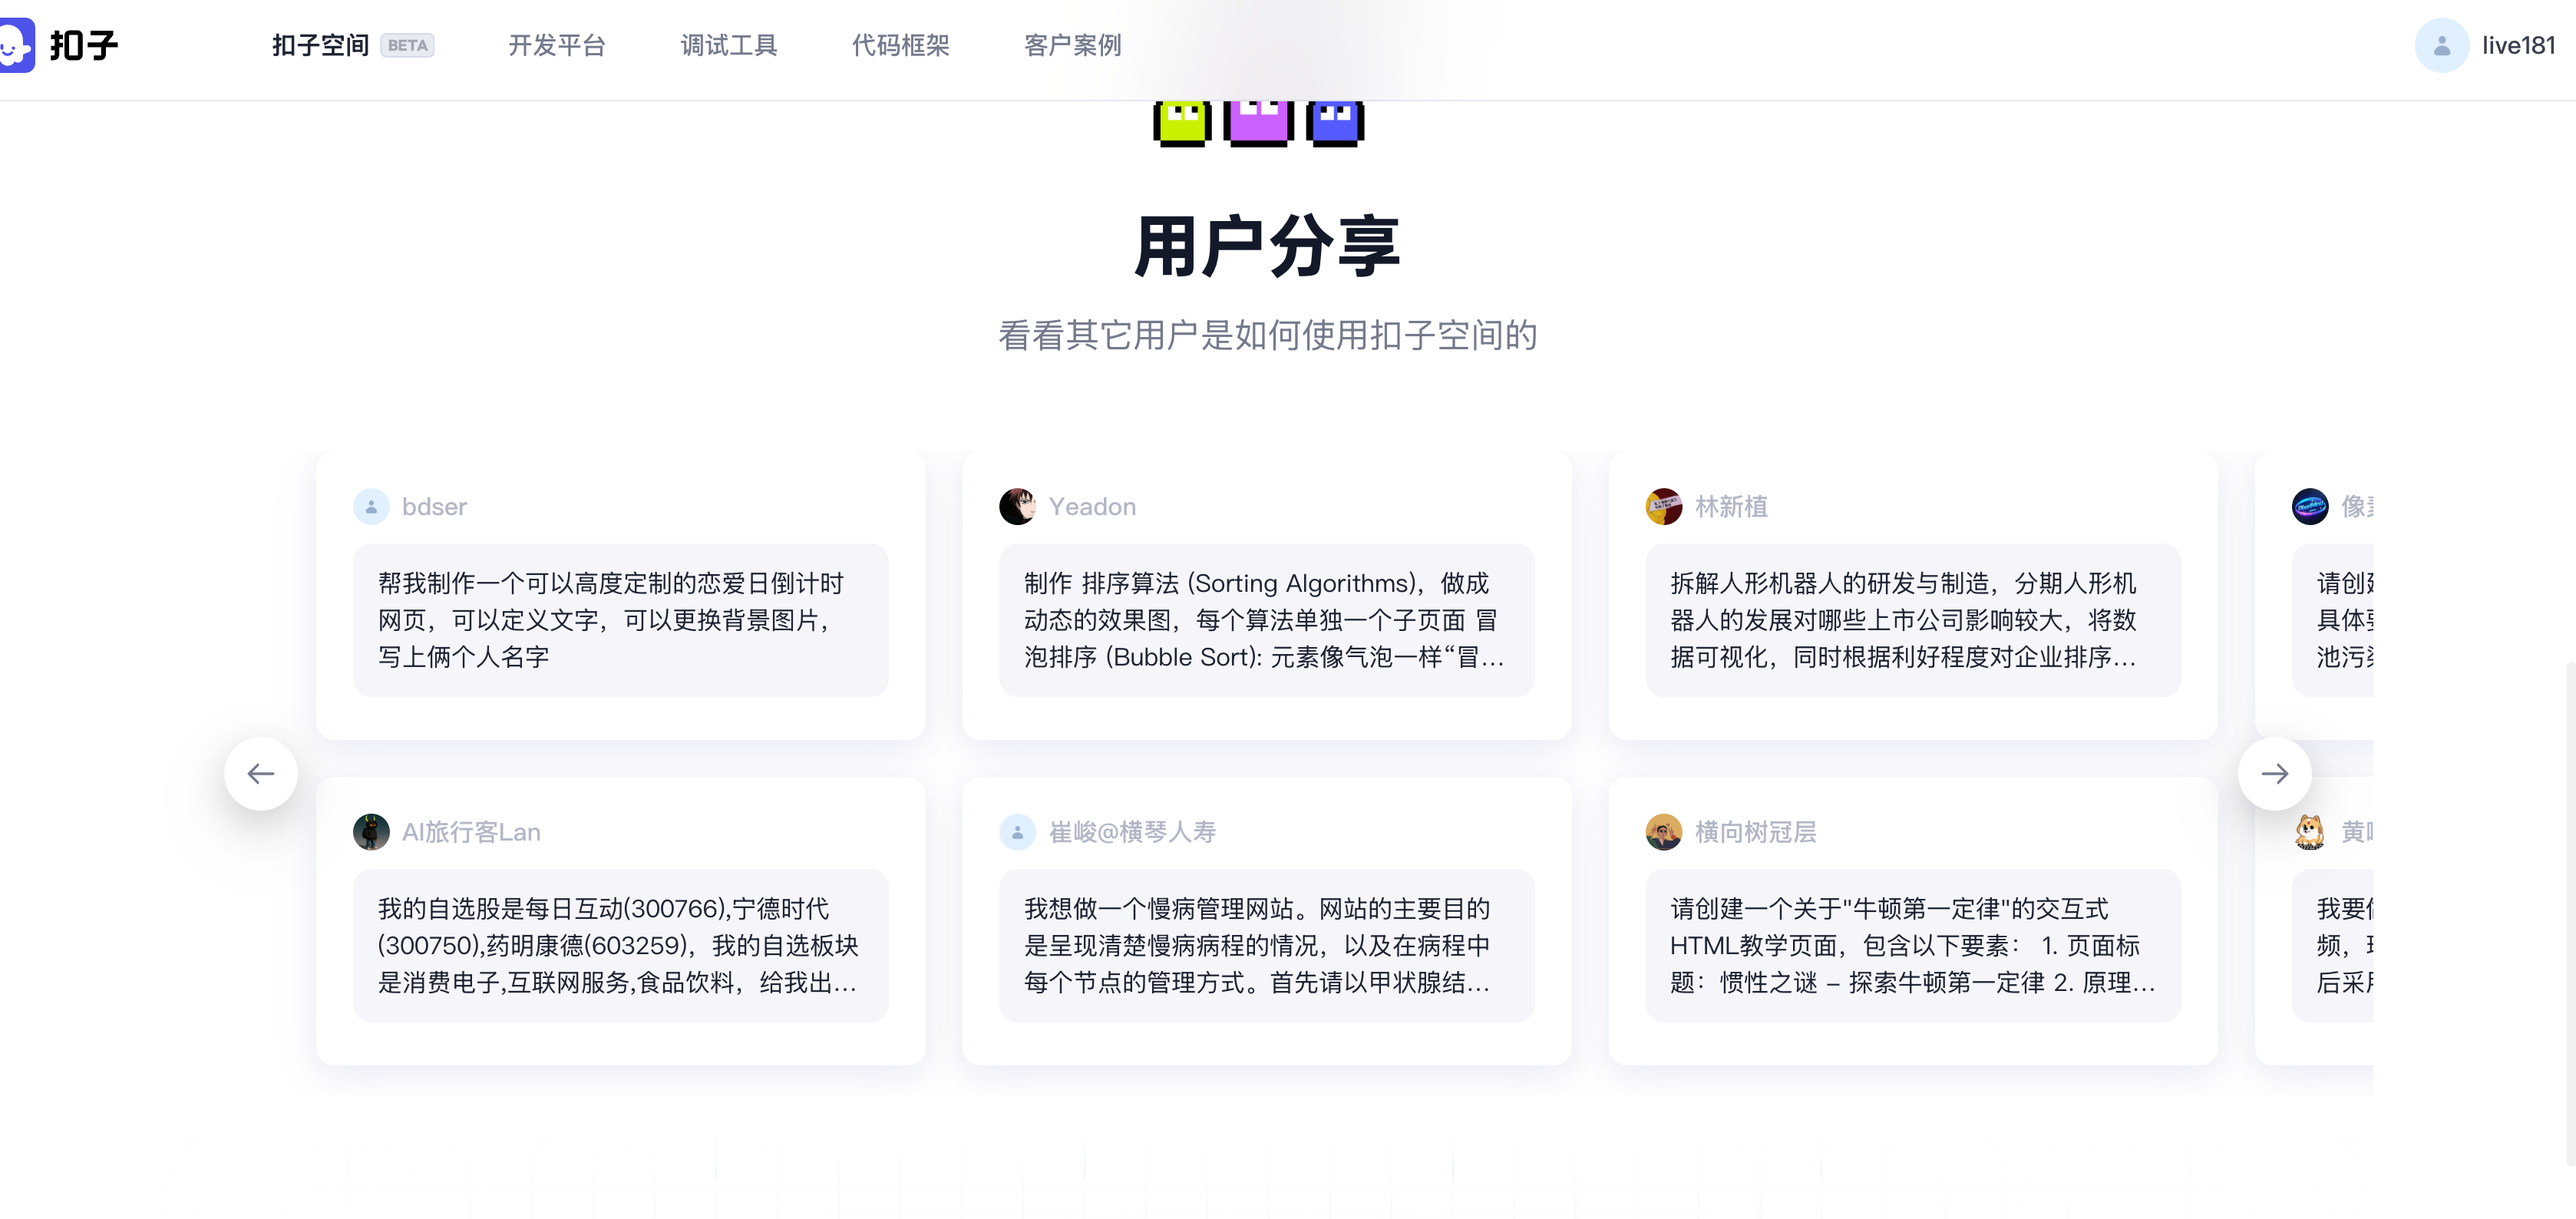 扣子
扣子空间 BETA 开发平台 调试工具 代码框架 客户案例
live181
用户分享
看看其它用户是如何使用扣子空间的
bdser
帮我制作一个可以高度定制的恋爱日倒计时
网页，可以定义文字，可以更换背景图片，
写上俩个人名字
Yeadon
制作 排序算法 (Sorting Algorithms)，做成
动态的效果图，每个算法单独一个子页面 冒
泡排序 (Bubble Sort): 元素像气泡一样“冒...
林新植
拆解人形机器人的研发与制造，分期人形机
器人的发展对哪些上市公司影响较大，将数
据可视化，同时根据利好程度对企业排序...
像
请创
具体
池污
AI旅行客Lan
我的自选股是每日互动(300766),宁德时代
(300750),药明康德(603259)，我的自选板块
是消费电子,互联网服务,食品饮料，给我出...
崔峻@横琴人寿
我想做一个慢病管理网站。网站的主要目的
是呈现清楚慢病病程的情况，以及在病程中
每个节点的管理方式。首先请以甲状腺结...
横向树冠层
请创建一个关于"牛顿第一定律"的交互式
HTML教学页面，包含以下要素： 1. 页面标
题：惯性之谜 – 探索牛顿第一定律 2. 原理...
黄
我要
频，
后采